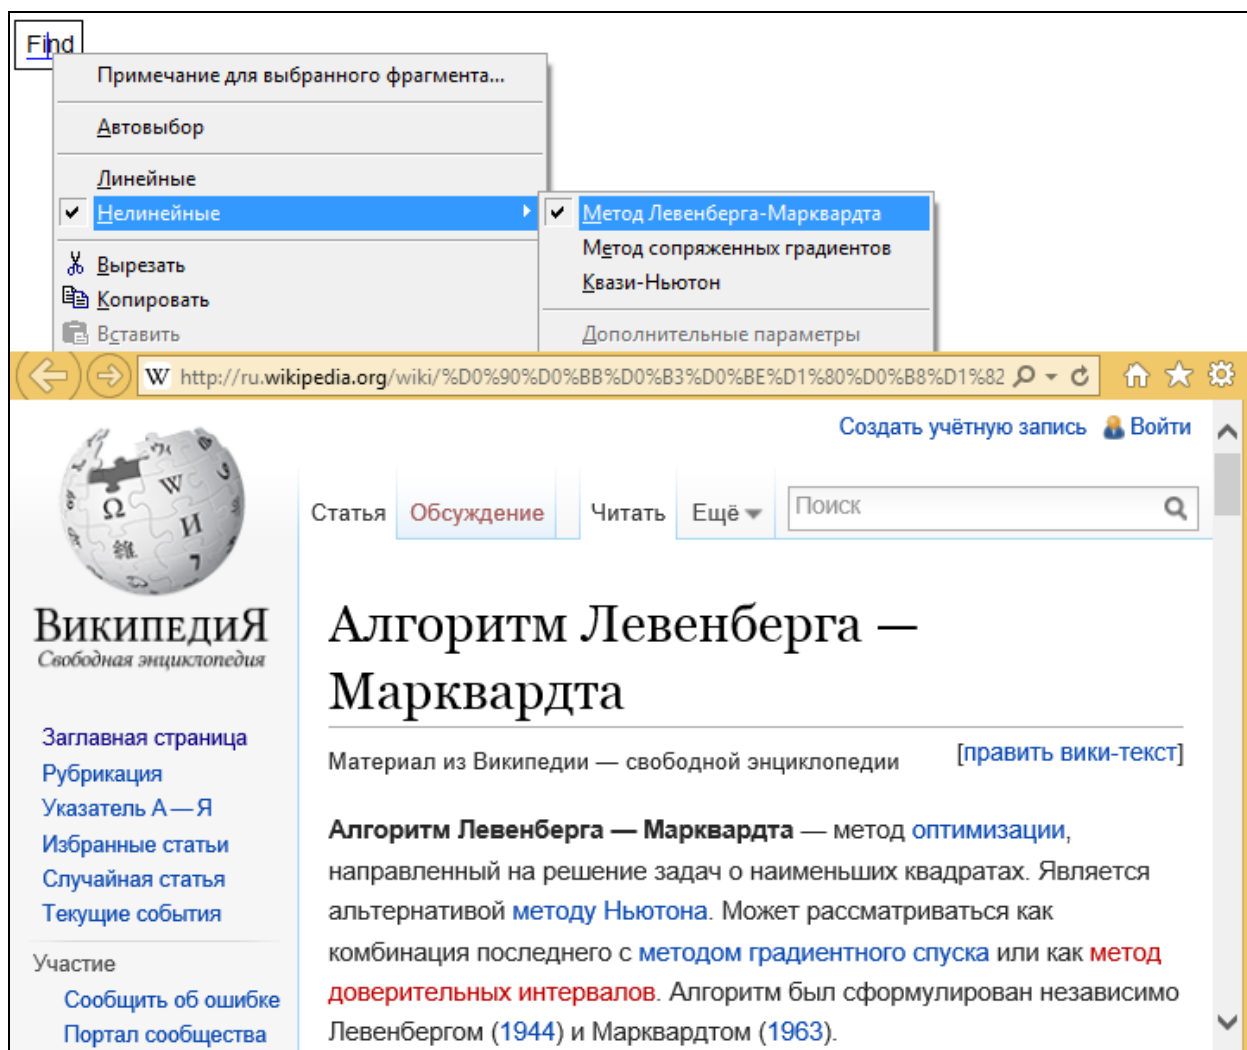 Find
Примечание для выбранного фрагмента...
Автовыбор
Линейные
Нелинейные
Метод Левенберга-Марквардта
Метод сопряженных градиентов
Квази-Ньютон
Дополнительные параметры
Вырезать
Копировать
Вставить
W http://ru.wikipedia.org/wiki/%D0%90%D0%BB%D0%B3%D0%BE%D1%80%D0%B8%D1%82
Создать учётную запись Войти
Статья Обсуждение Читать Ещё Поиск
ВикипедиЯ
Свободная энциклопедия
Заглавная страница
Рубрикация
Указатель А — Я
Избранные статьи
Случайная статья
Текущие события
Участие
Сообщить об ошибке
Портал сообщества
Алгоритм Левенберга —
Марквардта
Материал из Википедии — свободной энциклопедии [править вики-текст]
Алгоритм Левенберга — Марквардта — метод оптимизации,
направленный на решение задач о наименьших квадратах. Является
альтернативой методу Ньютона. Может рассматриваться как
комбинация последнего с методом градиентного спуска или как метод
доверительных интервалов. Алгоритм был сформулирован независимо
Левенбергом (1944) и Марквардтом (1963).